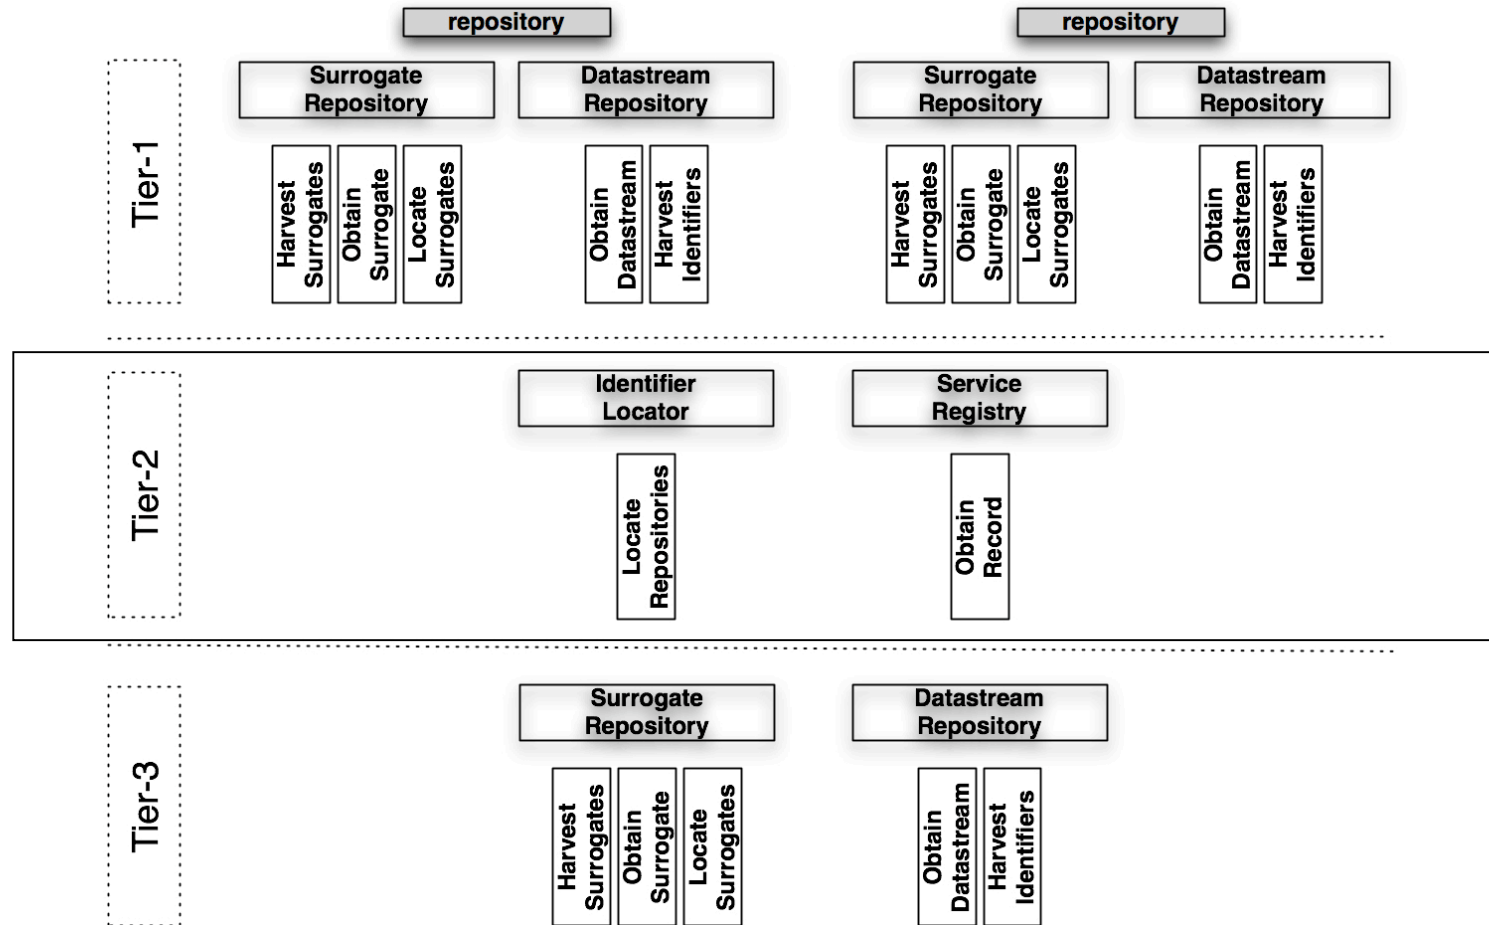 repository
repository
Surrogate
Repository
Datastream
Repository
Surrogate
Repository
Datastream
Repository
Tier-1
Harvest
Surrogates
Obtain
Surrogate
Locate
Surrogates
Obtain
Datastream
Harvest
Identifiers
Harvest
Surrogates
Obtain
Surrogate
Locate
Surrogates
Obtain
Datastream
Harvest
Identifiers
Identifier
Locator
Service
Registry
Tier-2
Locate
Repositories
Obtain
Record
Surrogate
Repository
Datastream
Repository
Tier-3
Harvest
Surrogates
Obtain
Surrogate
Locate
Surrogates
Obtain
Datastream
Harvest
Identifiers